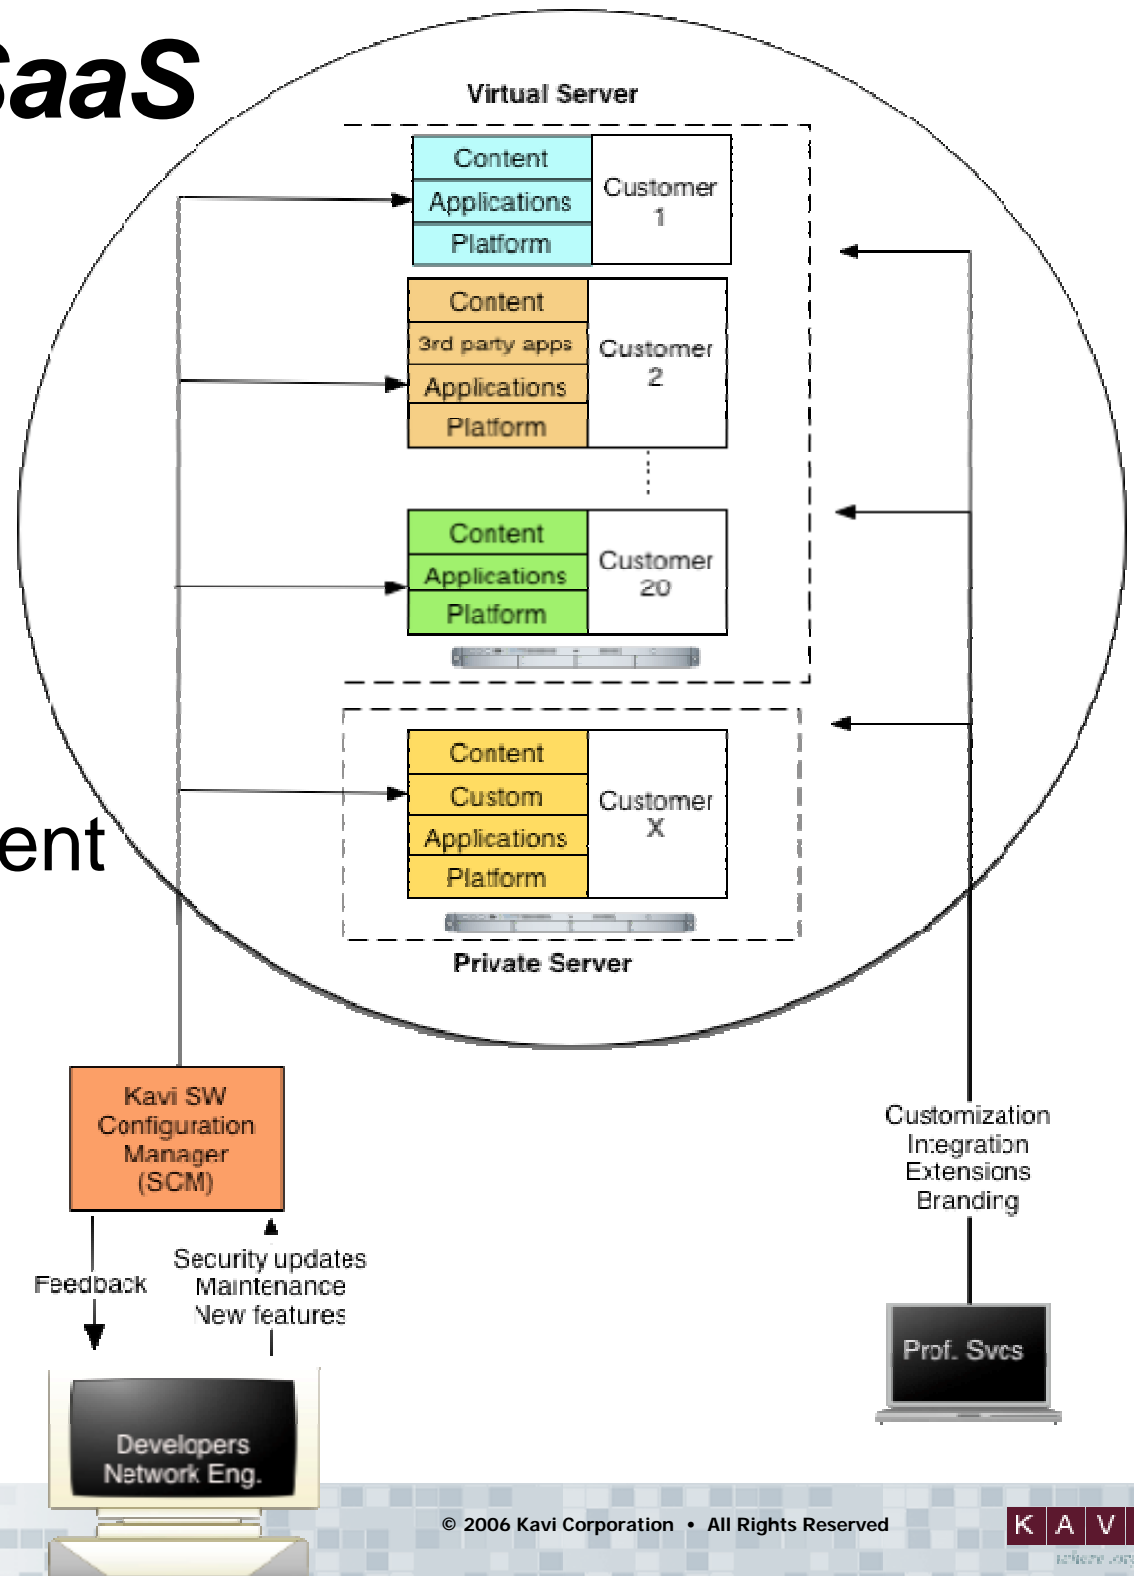 SaaS
Virtual Server
Content
Applications
Platform
Customer
1
Content
3rd party apps
Applications
Platform
Customer
2
Content
Applications
Platform
Customer
20
Content
Custom
Applications
Platform
Customer
X
Private Server
ent
Kavi SW
Configuration
Manager
(SCM)
Feedback
Security updates
Maintenance
New features
Developers
Network Eng.
Customization
Integration
Extensions
Branding
Prof. Svcs
© 2006 Kavi Corporation • All Rights Reserved
K A V
where